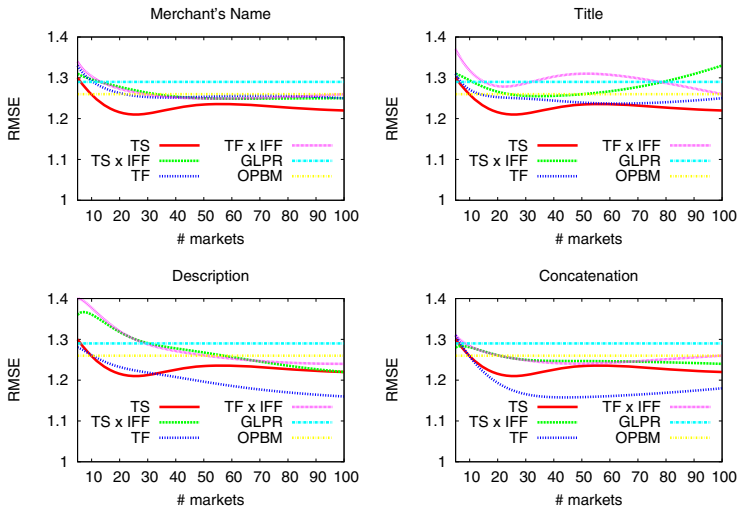 Merchant's Name
RMSE
1.4
1.3
1.2
1.1
1
TS
TS x IFF
TF
TF x IFF
GLPR
OPBM
10 20 30 40 50 60 70 80 90 100
# markets
Title
RMSE
1.4
1.3
1.2
1.1
1
TS
TS x IFF
TF
TF x IFF
GLPR
OPBM
10 20 30 40 50 60 70 80 90 100
# markets
Description
RMSE
1.4
1.3
1.2
1.1
1
TS
TS x IFF
TF
TF x IFF
GLPR
OPBM
10 20 30 40 50 60 70 80 90 100
# markets
Concatenation
RMSE
1.4
1.3
1.2
1.1
1
TS
TS x IFF
TF
TF x IFF
GLPR
OPBM
10 20 30 40 50 60 70 80 90 100
# markets